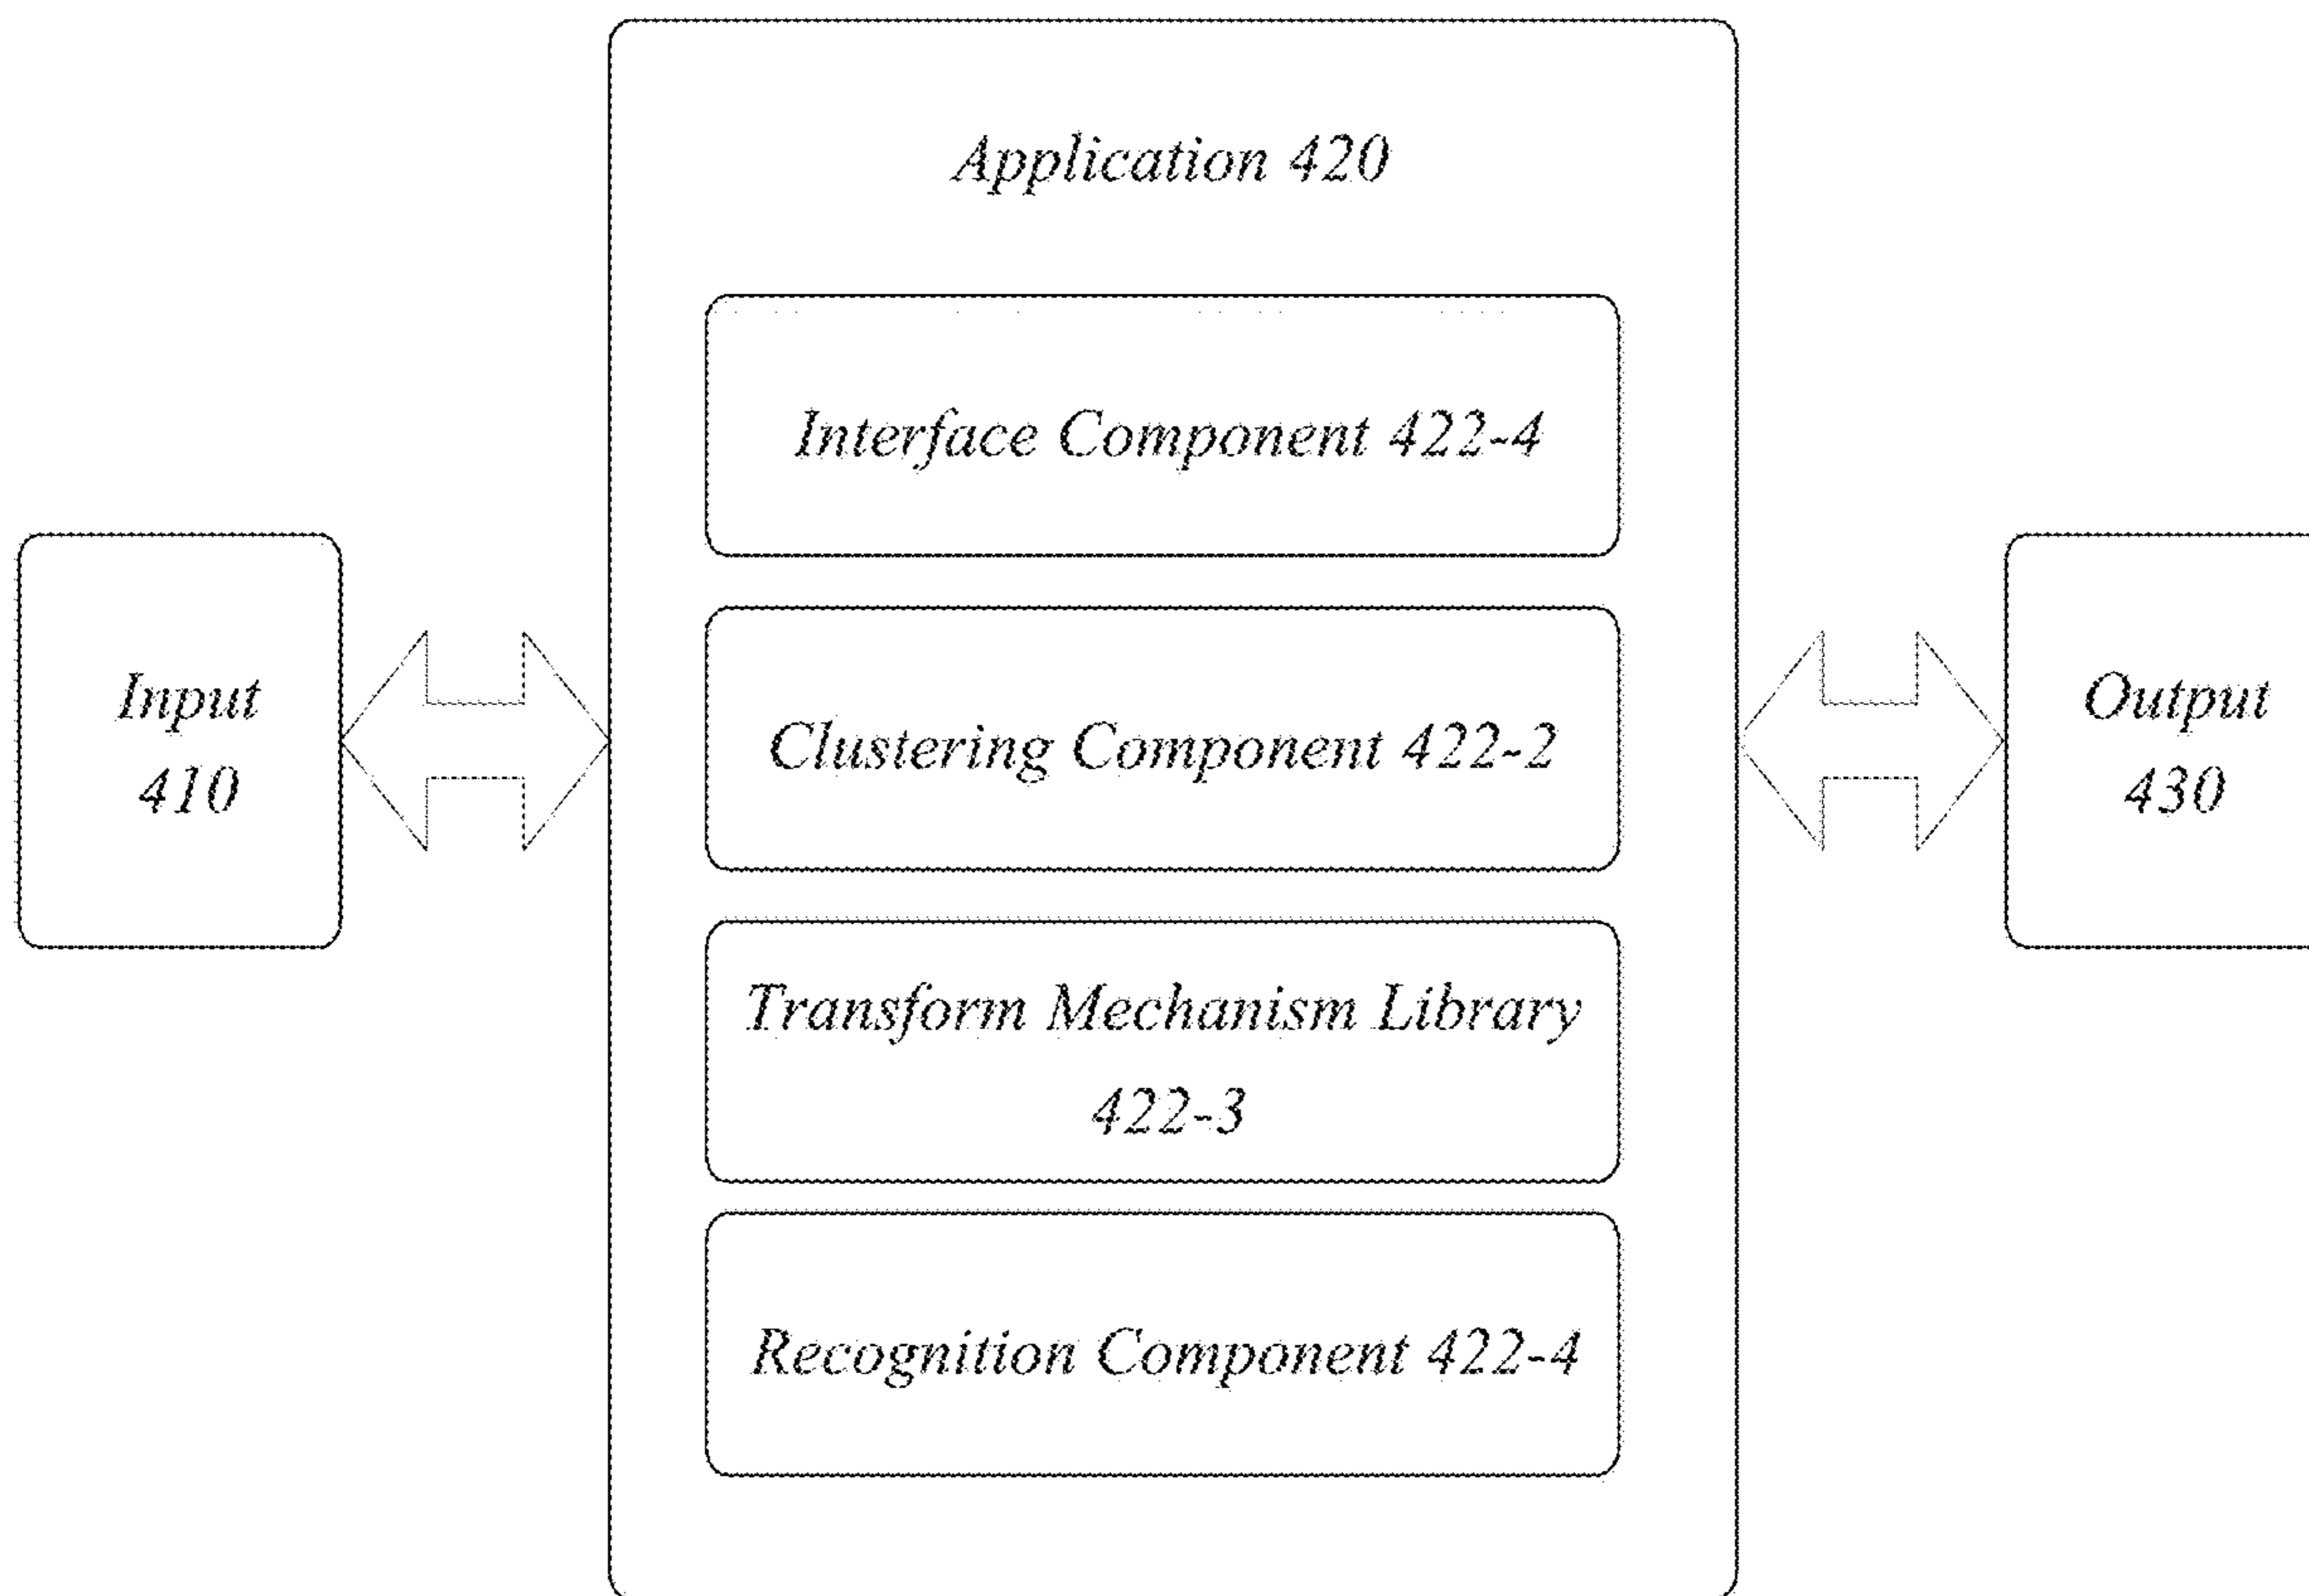 Application 420
Interface Component 422-4
Input
410
Clustering Component 422-2
Output
430
Transform Mechanism Library
422-3
Recognition Component 422-4